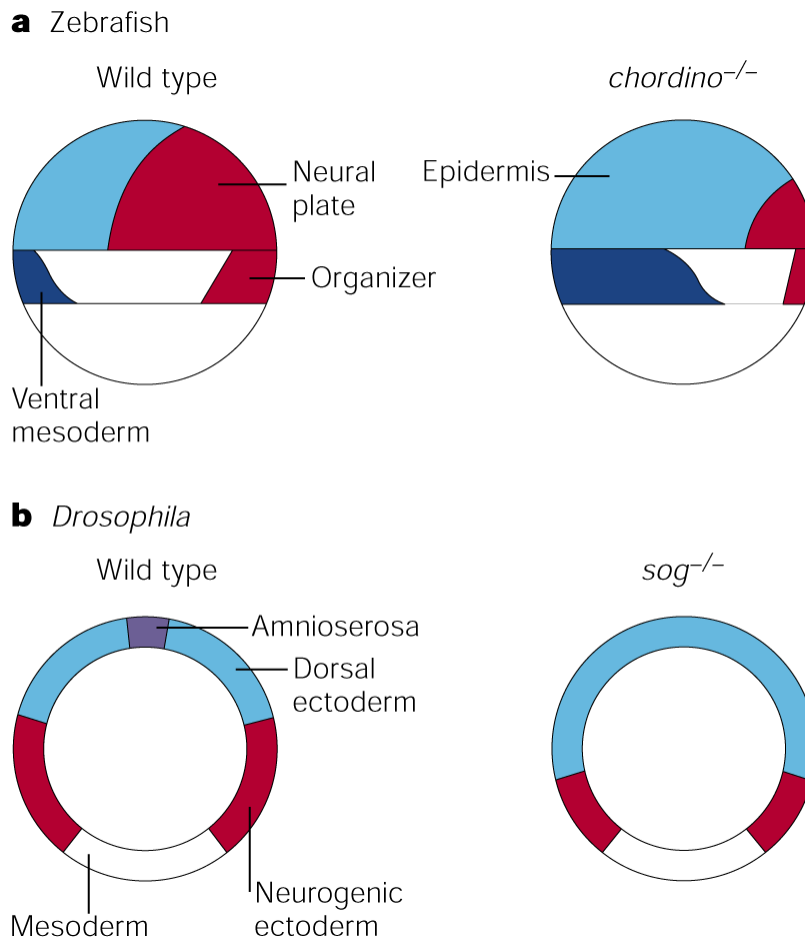 a Zebrafish
Wild type
chordino–/–
Neural
plate
Epidermis
Organizer
Ventral
mesoderm
b Drosophila
Wild type
sog–/–
Amnioserosa
Dorsal
ectoderm
Neurogenic
ectoderm
Mesoderm